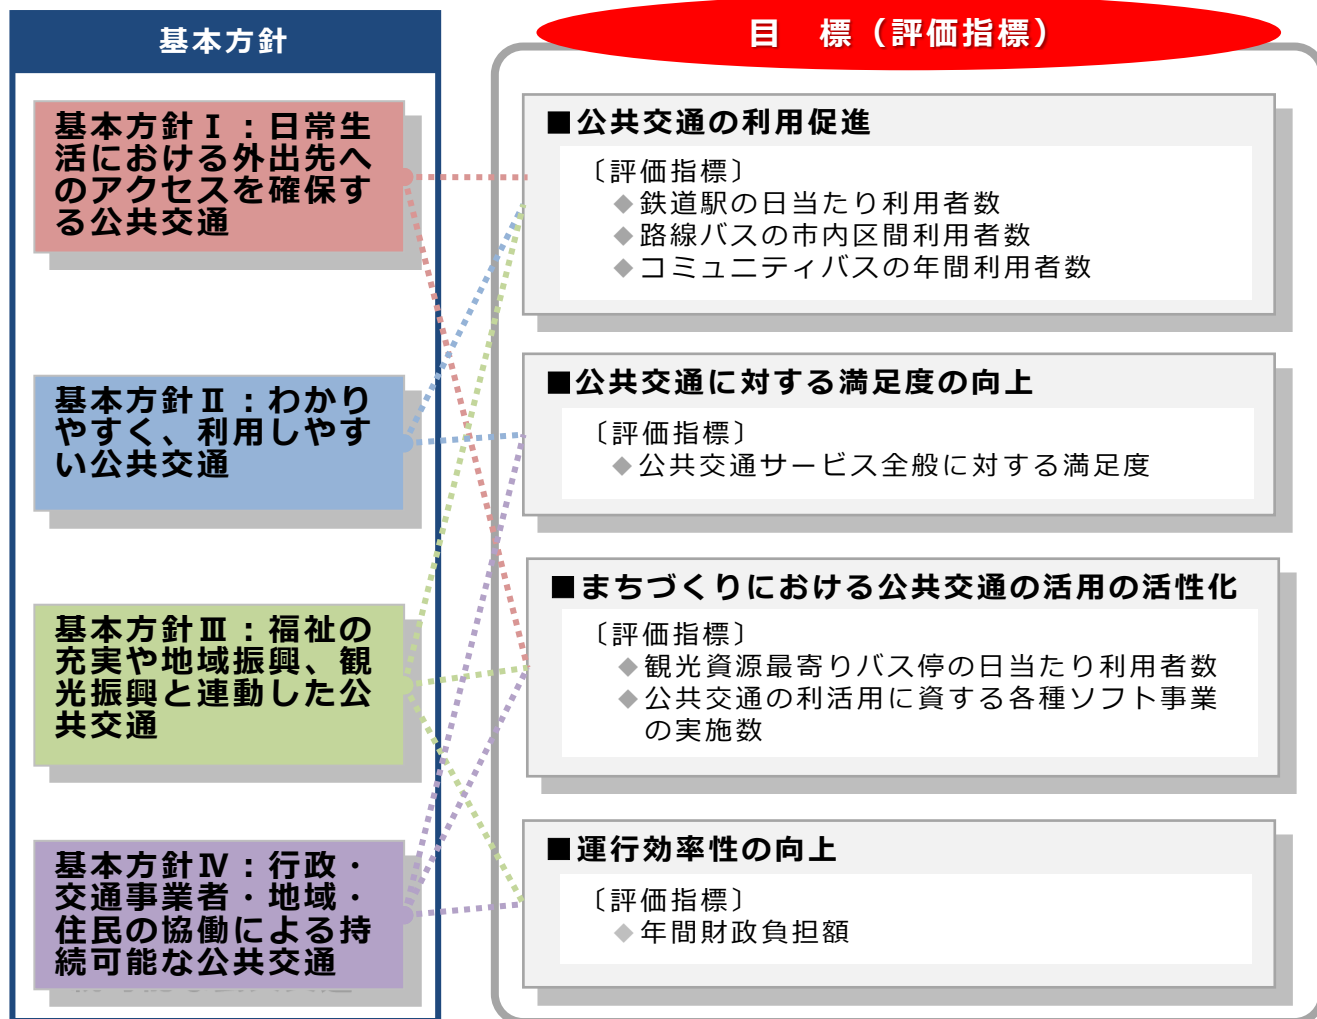 基本方針
基本方針Ⅰ：日常生
活における外出先へ
のアクセスを確保す
る公共交通
基本方針Ⅱ：わかり
やすく、利用しやす
い公共交通
基本方針Ⅲ：福祉の
充実や地域振興、観
光振興と連動した公
共交通
基本方針Ⅳ：行政・
交通事業者・地域・
住民の協働による持
続可能な公共交通
目　標（評価指標）
■公共交通の利用促進
〔評価指標〕
◆鉄道駅の日当たり利用者数
◆路線バスの市内区間利用者数
◆コミュニティバスの年間利用者数
■公共交通に対する満足度の向上
〔評価指標〕
◆公共交通サービス全般に対する満足度
■まちづくりにおける公共交通の活用の活性化
〔評価指標〕
◆観光資源最寄りバス停の日当たり利用者数
◆公共交通の利活用に資する各種ソフト事業
の実施数
■運行効率性の向上
〔評価指標〕
◆年間財政負担額